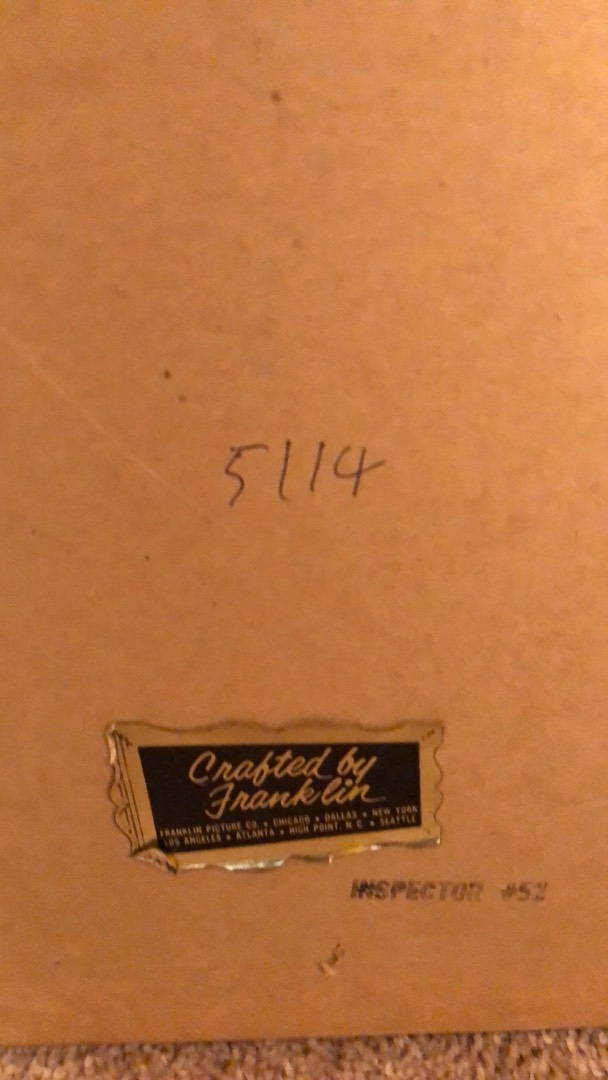 5114
Crafted by
Franklin
FRANKLIN PICTURE CO. • CHICAGO • DALLAS • NEW YORK
LOS ANGELES • ATLANTA • HIGH POINT, N.C. • SEATTLE
INSPECTOR #52